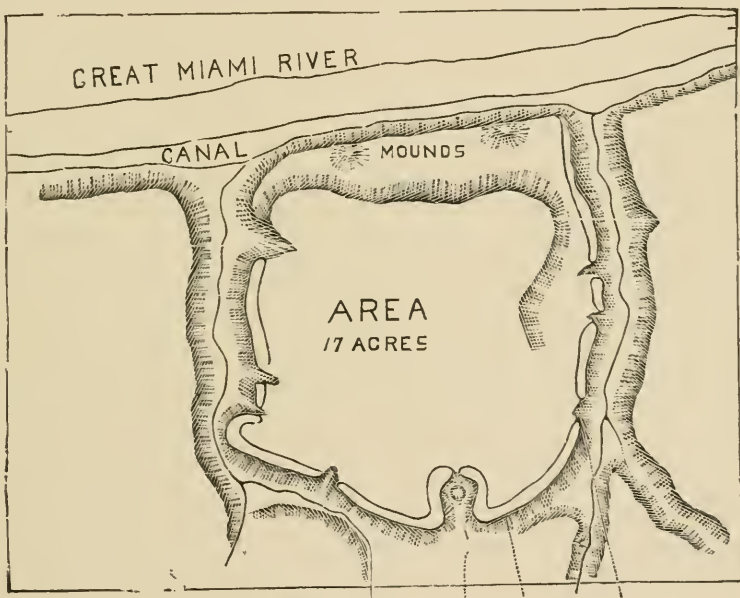 GREAT MIAMI RIVER
CANAL
MOUNDS
AREA
17 ACRES